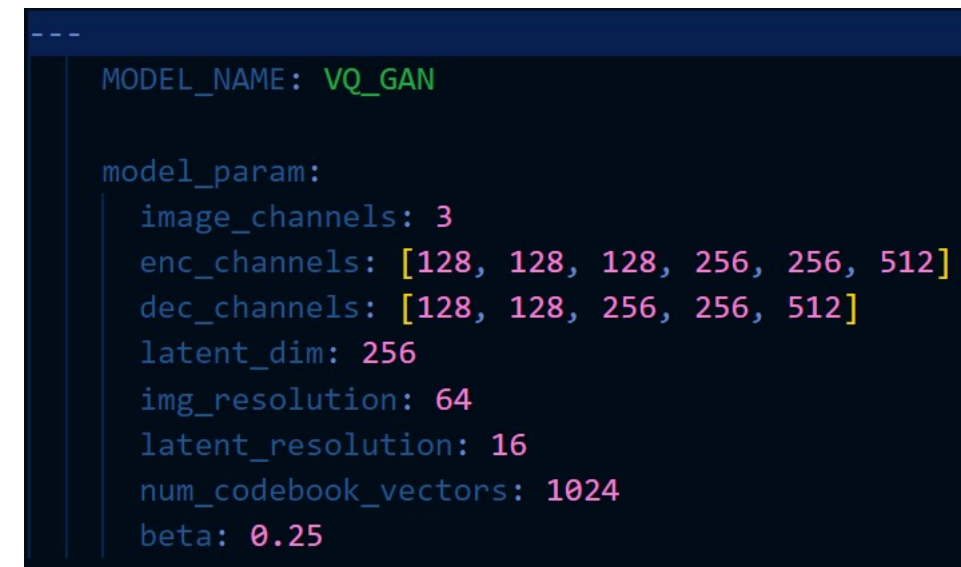 ---
MODEL_NAME: VQ_GAN
model_param:
image_channels: 3
enc_channels: [128, 128, 128, 256, 256, 512]
dec_channels: [128, 128, 256, 256, 512]
latent_dim: 256
img_resolution: 64
latent_resolution: 16
num_codebook_vectors: 1024
beta: 0.25